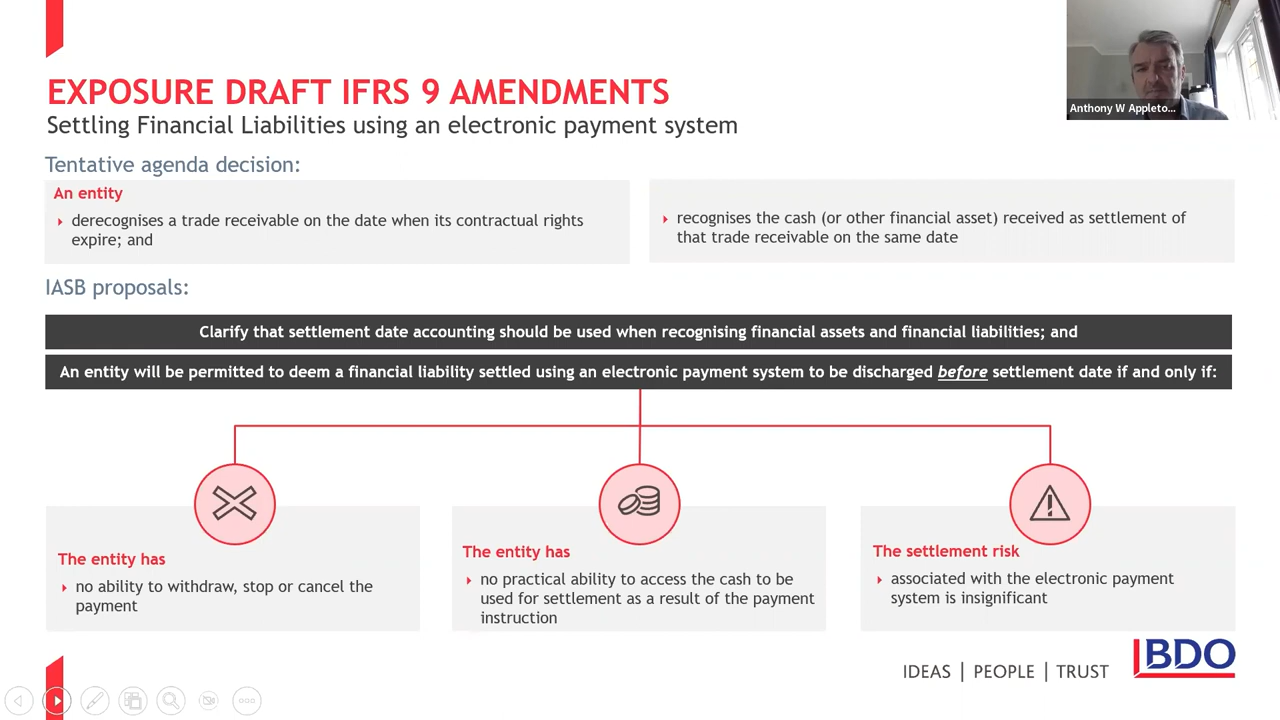 EXPOSURE DRAFT IFRS 9 AMENDMENTS
Settling Financial Liabilities using an electronic payment system
Anthony W Appleto...
Tentative agenda decision:
An entity
derecognises a trade receivable on the date when its contractual rights
expire; and
recognises the cash (or other financial asset) received as settlement of
that trade receivable on the same date
IASB proposals:
Clarify that settlement date accounting should be used when recognising financial assets and financial liabilities; and
An entity will be permitted to deem a financial liability settled using an electronic payment system to be discharged before settlement date if and only if:
The entity has
no ability to withdraw, stop or cancel the
payment
The entity has
no practical ability to access the cash to be
used for settlement as a result of the payment
instruction
The settlement risk
associated with the electronic payment
system is insignificant
IDEAS | PEOPLE | TRUST
BDO